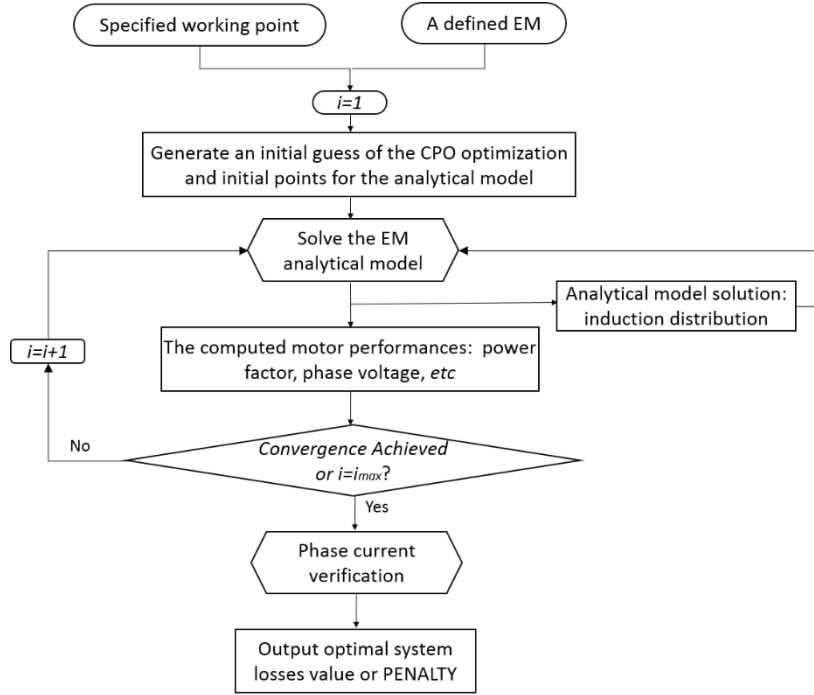 Specified working point
A defined EM
i=1
Generate an initial guess of the CPO optimization
and initial points for the analytical model
Solve the EM
analytical model
Analytical model solution:
induction distribution
i=i+1
The computed motor performances: power
factor, phase voltage, etc
No
Convergence Achieved
or i=imax?
Yes
Phase current
verification
Output optimal system
losses value or PENALTY